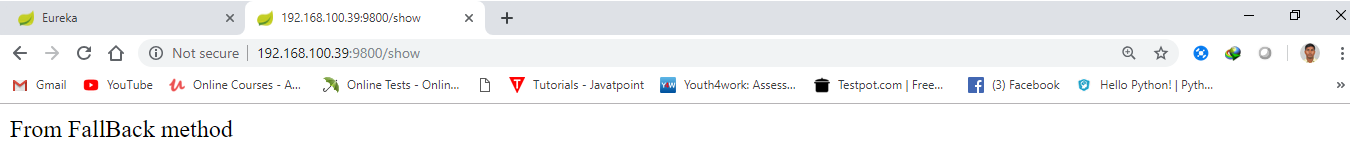 Eureka
192.168.100.39:9800/show
Not secure
192.168.100.39:9800/show
Gmail
YouTube
Online Courses - A...
Online Tests - Onlin...
Tutorials - Javatpoint
Youth4work: Assess...
Testpot.com | Free...
(3) Facebook
Hello Python! | Pyth...
From FallBack method